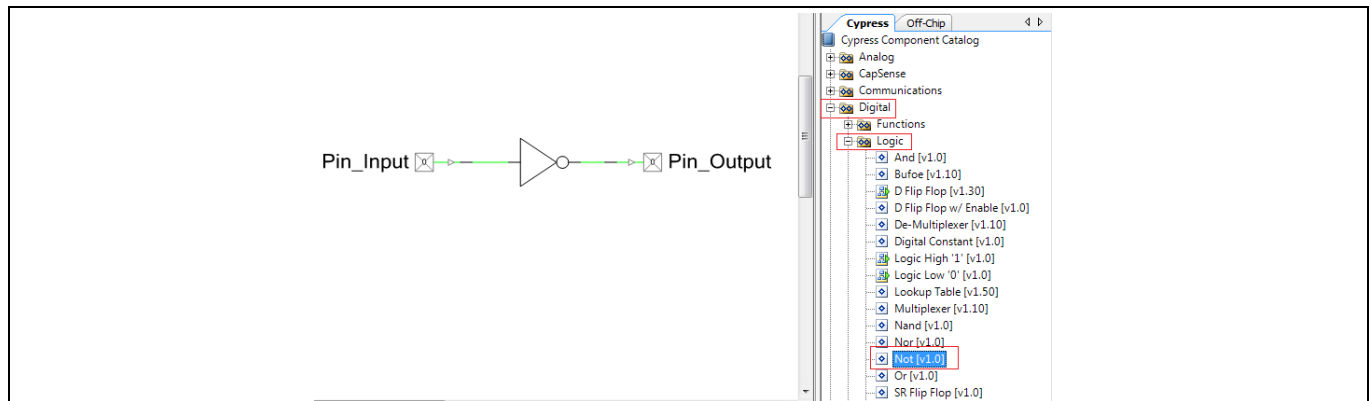 Pin_Input
Pin_Output
Cypress Off-Chip
Cypress Component Catalog
Analog
CapSense
Communications
Digital
Functions
Logic
And [v1.0]
Bufoe [v1.10]
D Flip Flop [v1.30]
D Flip Flop w/ Enable [v1.0]
De-Multiplexer [v1.10]
Digital Constant [v1.0]
Logic High '1' [v1.0]
Logic Low '0' [v1.0]
Lookup Table [v1.50]
Multiplexer [v1.10]
Nand [v1.0]
Nor [v1.0]
Not [v1.0]
Or [v1.0]
SR Flip Flop [v1.0]